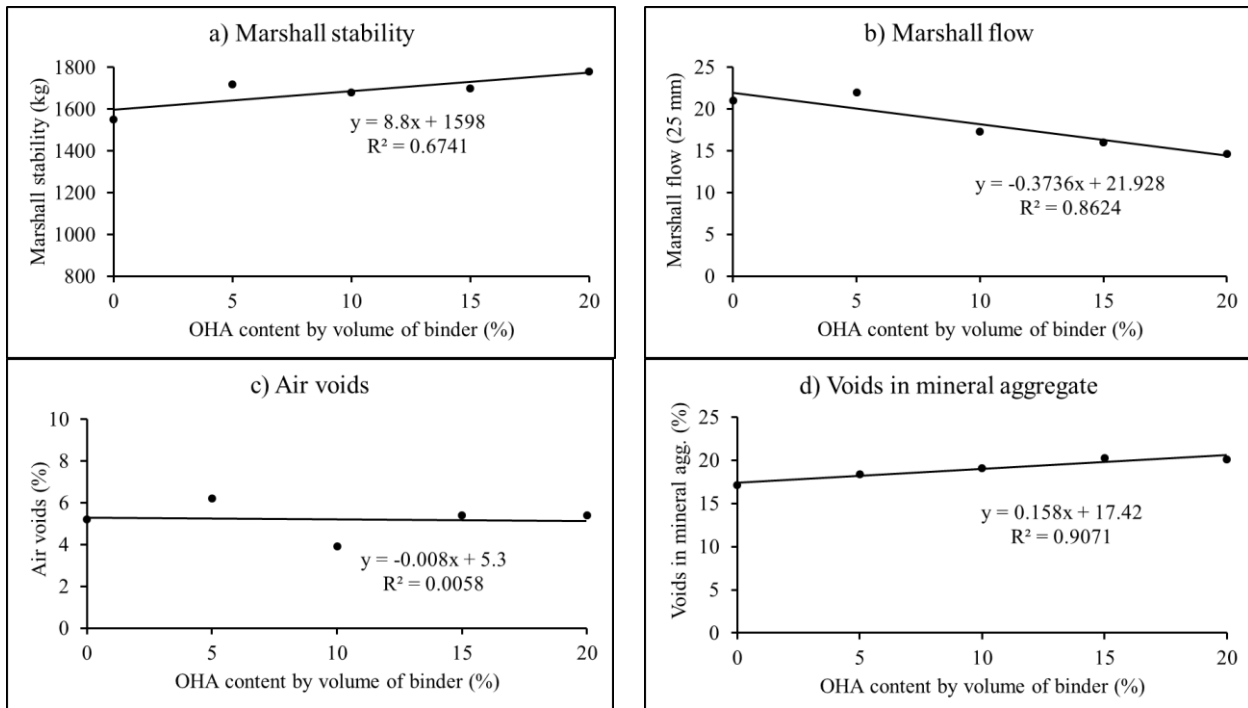 a) Marshall stability
Marshall stability (kg)
1800
1600
1400
1200
1000
800
y = 8.8x + 1598
R² = 0.6741
0 5 10 15 20
OHA content by volume of binder (%)
b) Marshall flow
Marshall flow (25 mm)
25
20
15
10
5
0
y = -0.3736x + 21.928
R² = 0.8624
0 5 10 15 20
OHA content by volume of binder (%)
c) Air voids
Air voids (%)
10
8
6
4
2
0
y = -0.008x + 5.3
R² = 0.0058
0 5 10 15 20
OHA content by volume of binder (%)
d) Voids in mineral aggregate
Voids in mineral agg. (%)
25
20
15
10
5
0
y = 0.158x + 17.42
R² = 0.9071
0 5 10 15 20
OHA content by volume of binder (%)